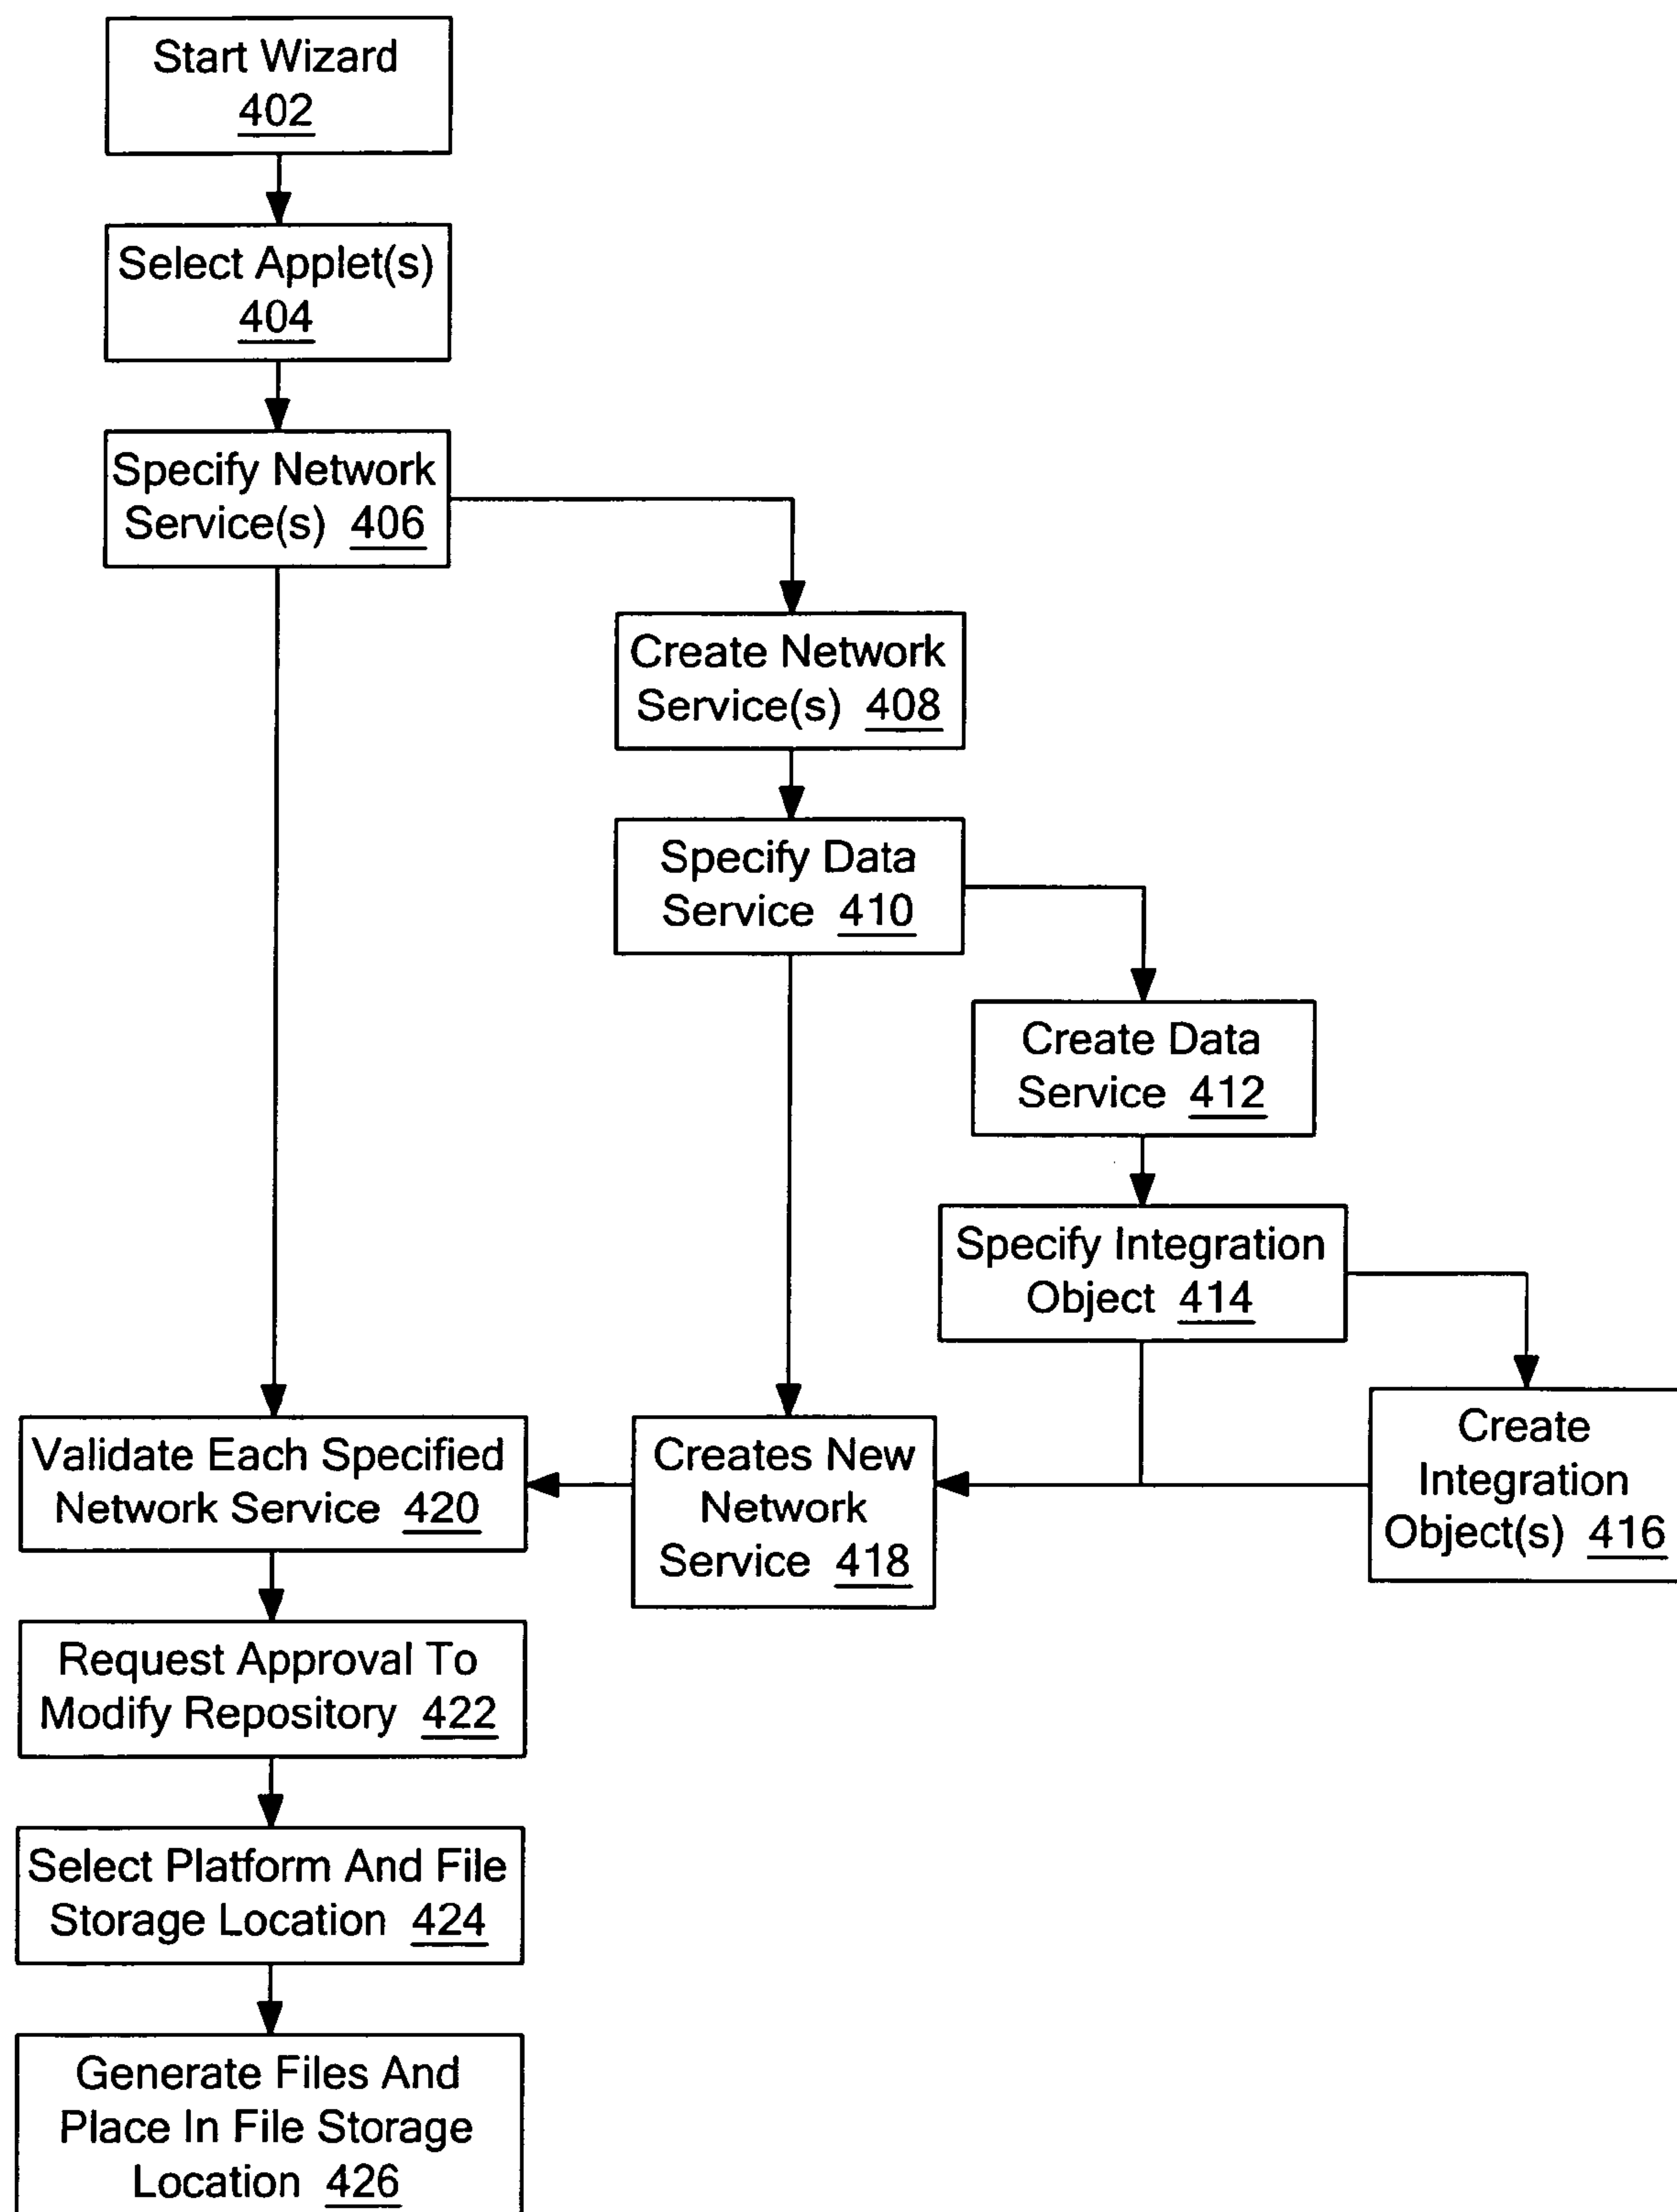 Start Wizard
402
Select Applet(s)
404
Specify Network
Service(s) 406
Create Network
Service(s) 408
Specify Data
Service 410
Create Data
Service 412
Specify Integration
Object 414
Create
Integration
Object(s) 416
Creates New
Network
Service 418
Validate Each Specified
Network Service 420
Request Approval To
Modify Repository 422
Select Platform And File
Storage Location 424
Generate Files And
Place In File Storage
Location 426